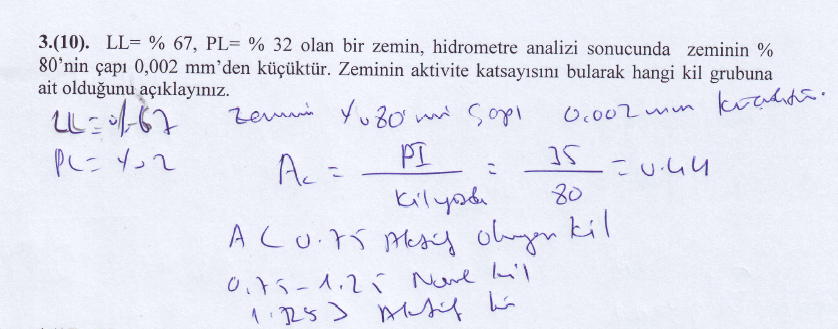 3.(10). LL= % 67, PL= % 32 olan bir zemin, hidrometre analizi sonucunda zeminin %
80'nin çapı 0,002 mm'den küçüktür. Zeminin aktivite katsayısını bularak hangi kil grubuna
ait olduğunu açıklayınız.
LL=%67 zeminin %80'ni çapı 0.002 mm küçüktür.
PL= %32
Ac = PI / kil yüzde = 35 / 80 = 0.44
A < 0.75 Aktif olmayan kil
0.75-1.25 Normal kil
Aktif kil